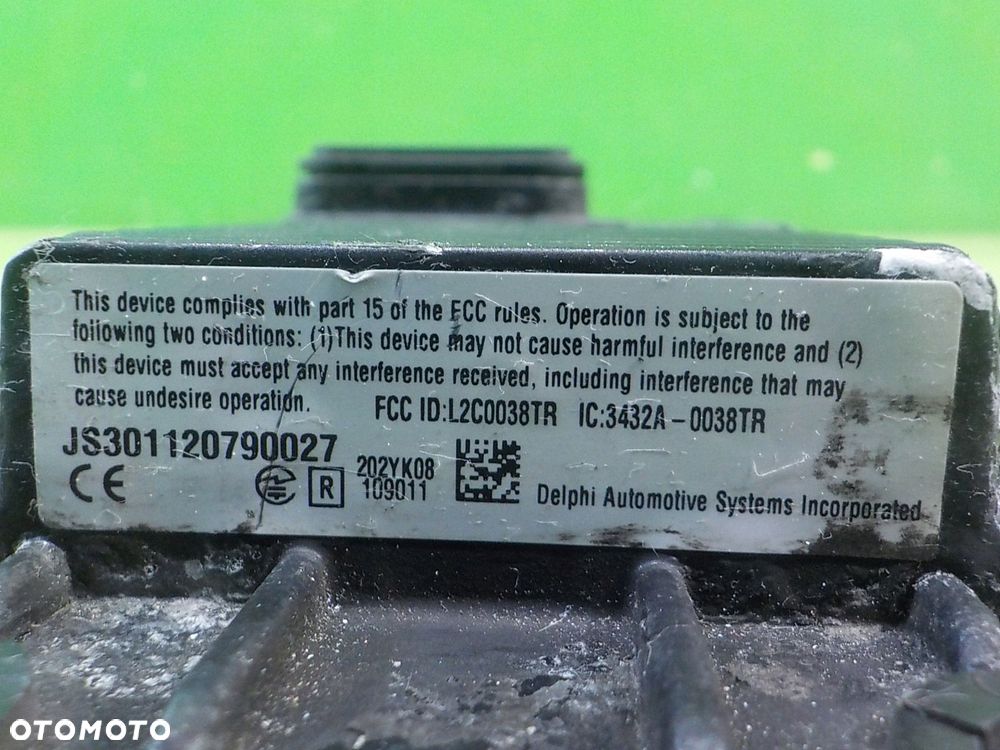 This device complies with part 15 of the FCC rules. Operation is subject to the
following two conditions: (1)This device may not cause harmful interference and (2)
this device must accept any interference received, including interference that may
cause undesire operation.
FCC ID:L2C0038TR IC:3432A-0038TR
JS301120790027
CE
R
202YK08
109011
Delphi Automotive Systems Incorporated
OTOMOTO